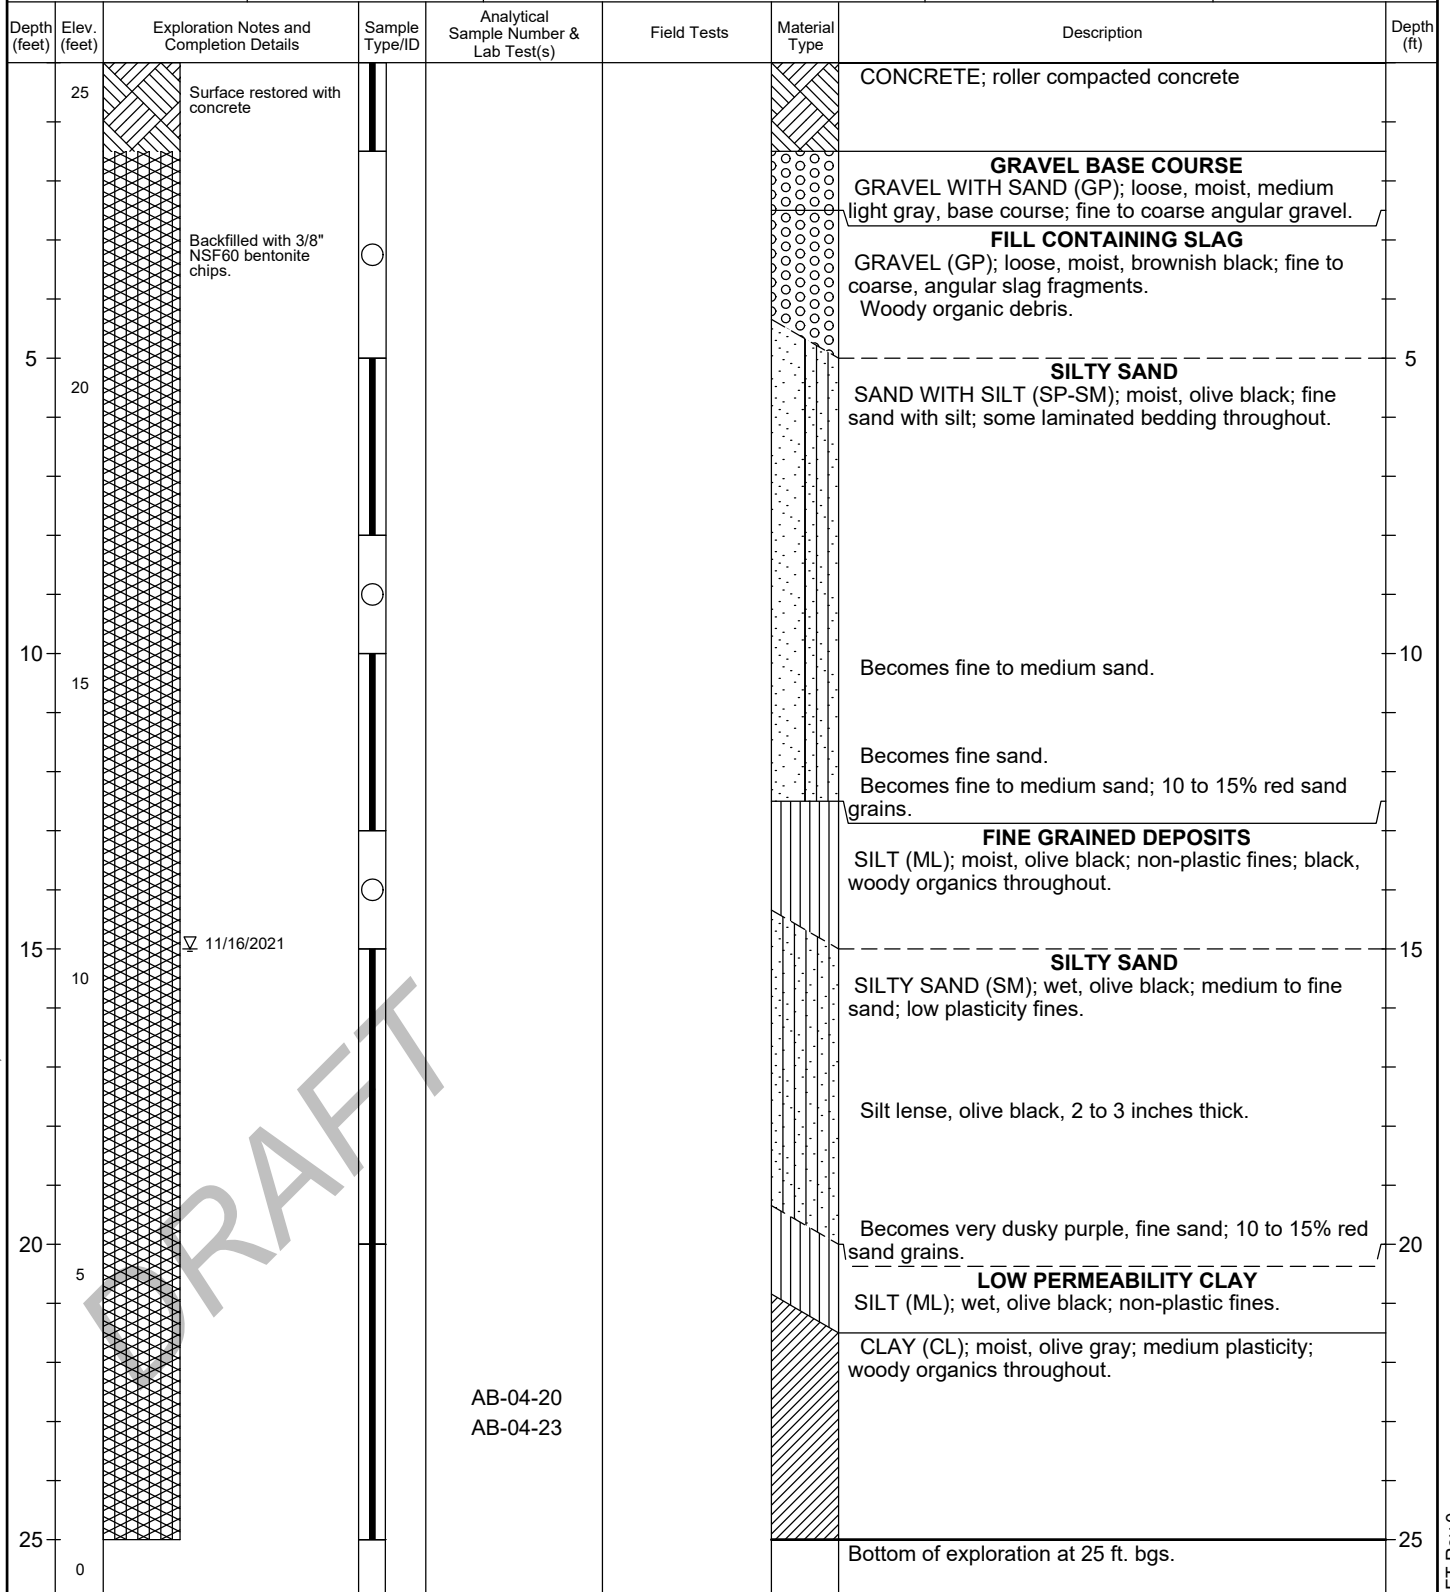 Depth
(feet)
Elev.
(feet)
Exploration Notes and
Completion Details
Sample
Type/ID
Analytical
Sample Number &
Lab Test(s)
Field Tests
Material
Type
Description
Depth
(ft)
25
Surface restored with
concrete
CONCRETE; roller compacted concrete
GRAVEL BASE COURSE
GRAVEL WITH SAND (GP); loose, moist, medium
light gray, base course; fine to coarse angular gravel.
Backfilled with 3/8"
NSF60 bentonite
chips.
FILL CONTAINING SLAG
GRAVEL (GP); loose, moist, brownish black; fine to
coarse, angular slag fragments.
Woody organic debris.
5
5
20
SILTY SAND
SAND WITH SILT (SP-SM); moist, olive black; fine
sand with silt; some laminated bedding throughout.
10
10
15
Becomes fine to medium sand.
Becomes fine sand.
Becomes fine to medium sand; 10 to 15% red sand
grains.
FINE GRAINED DEPOSITS
SILT (ML); moist, olive black; non-plastic fines; black,
woody organics throughout.
15
11/16/2021
15
10
SILTY SAND
SILTY SAND (SM); wet, olive black; medium to fine
sand; low plasticity fines.
Silt lense, olive black, 2 to 3 inches thick.
DRAFT
Becomes very dusky purple, fine sand; 10 to 15% red
sand grains.
20
20
5
LOW PERMEABILITY CLAY
SILT (ML); wet, olive black; non-plastic fines.
CLAY (CL); moist, olive gray; medium plasticity;
woody organics throughout.
AB-04-20
AB-04-23
25
25
0
Bottom of exploration at 25 ft. bgs.